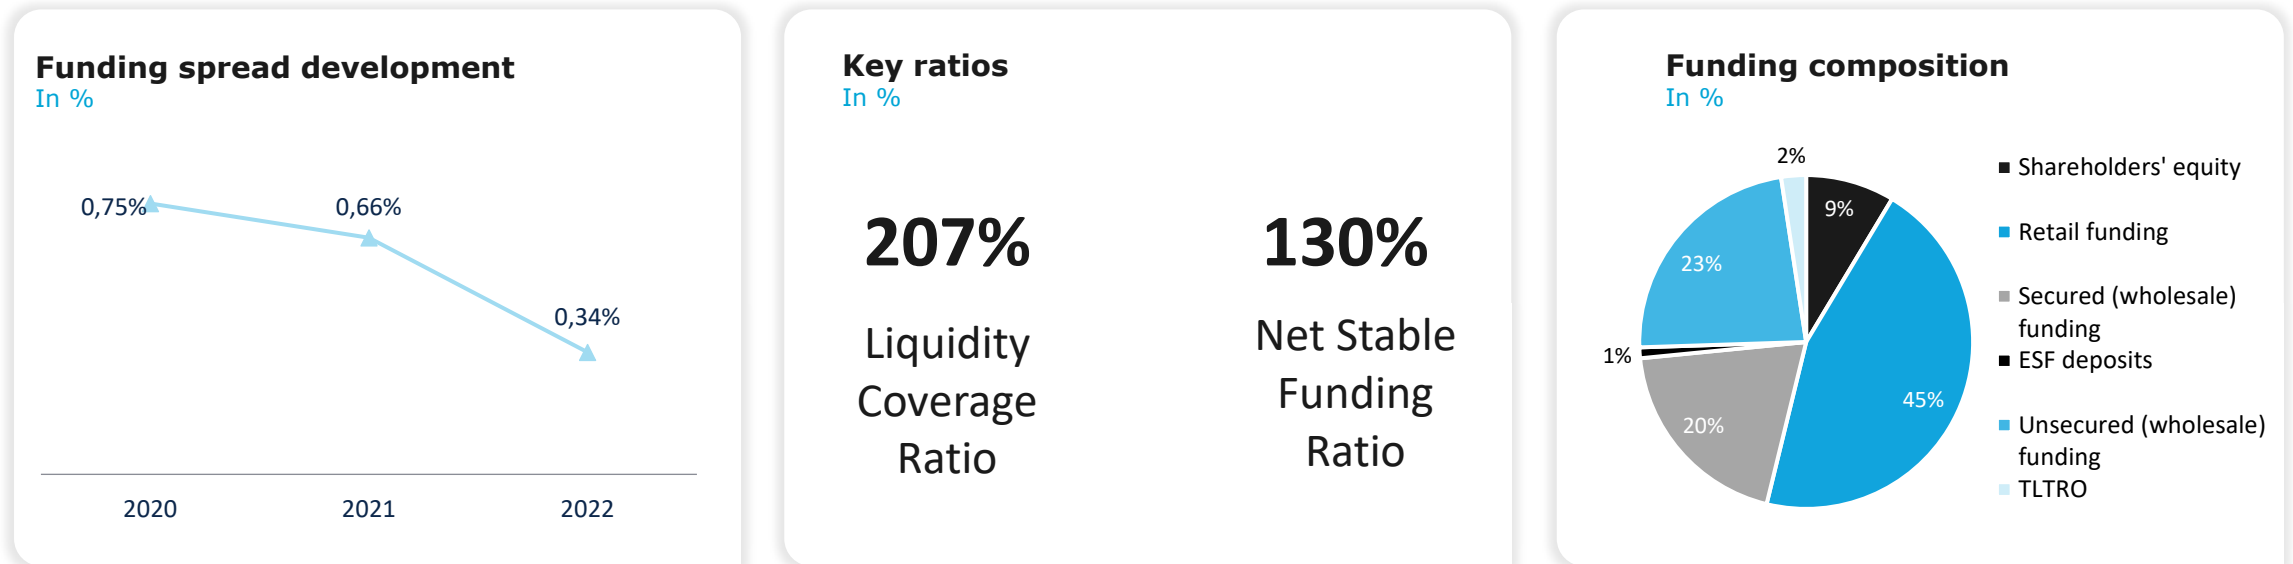 Funding spread development
In %
0,75%
0,66%
0,34%
2020
2021
2022
Key ratios
In %
207%
Liquidity
Coverage
Ratio
130%
Net Stable
Funding
Ratio
Funding composition
In %
2%
9%
23%
1%
20%
45%
Shareholders' equity
Retail funding
Secured (wholesale)
funding
ESF deposits
Unsecured (wholesale)
funding
TLTRO